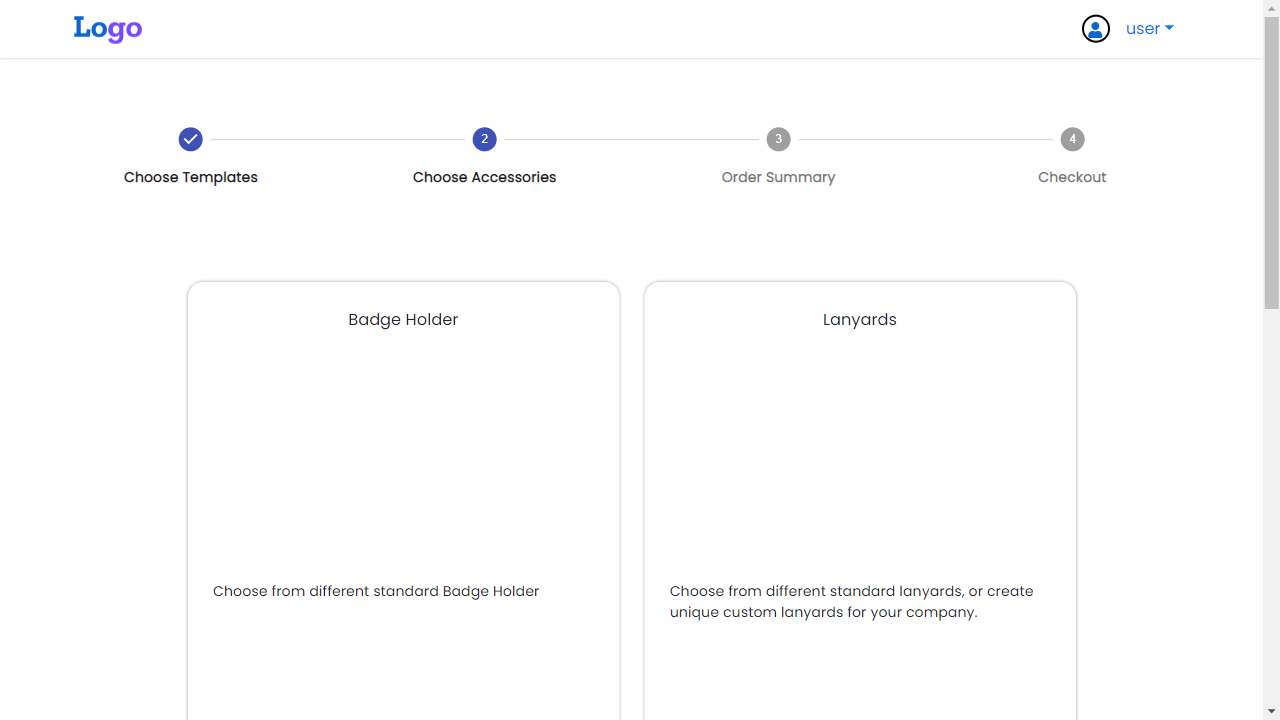 Logo
user
2
3
4
Choose Templates
Choose Accessories
Order Summary
Checkout
Badge Holder
Lanyards
Choose from different standard Badge Holder
Choose from different standard lanyards, or create
unique custom lanyards for your company.